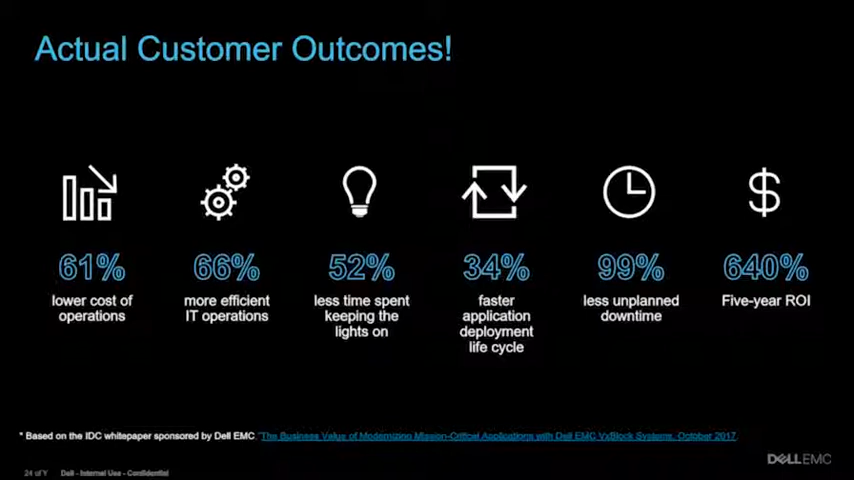 Actual Customer Outcomes!
61%
lower cost of
operations
66%
more efficient
IT operations
52%
less time spent
keeping the
lights on
34%
faster
application
deployment
life cycle
99%
less unplanned
downtime
640%
Five-year ROI
* Based on the IDC whitepaper sponsored by Dell EMC "The Business Value of Modernizing Mission-Critical Applications with Dell EMC VxBlock Systems, October 2017
DELLEMC
24 of Y Dell - Internal Use - Confidential